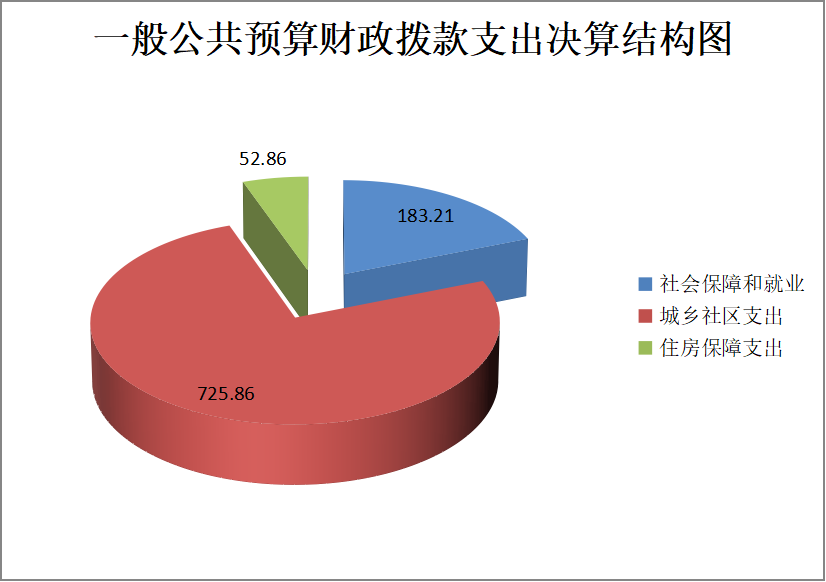 一般公共预算财政拨款支出决算结构图
52.86
183.21
725.86
社会保障和就业
城乡社区支出
住房保障支出